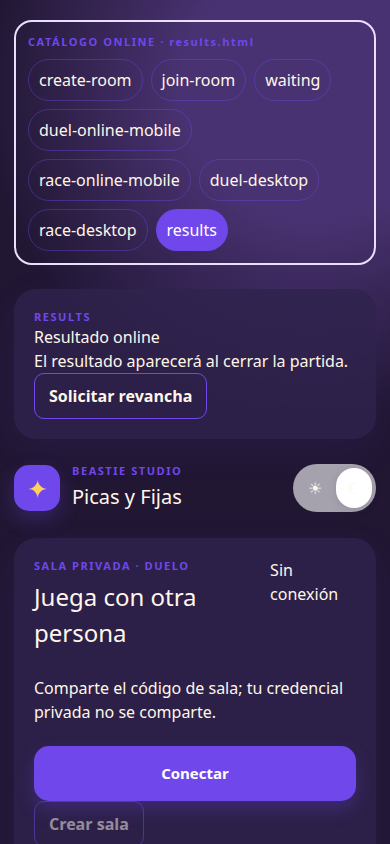 CATÁLOGO ONLINE · results.html
create-room join-room waiting
duel-online-mobile
race-online-mobile duel-desktop
race-desktop results
RESULTS
Resultado online
El resultado aparecerá al cerrar la partida.
Solicitar revancha
BEASTIE STUDIO
Picas y Fijas
SALA PRIVADA · DUELO
Sin
conexión
Juega con otra
persona
Comparte el código de sala; tu credencial
privada no se comparte.
Conectar
Crear sala